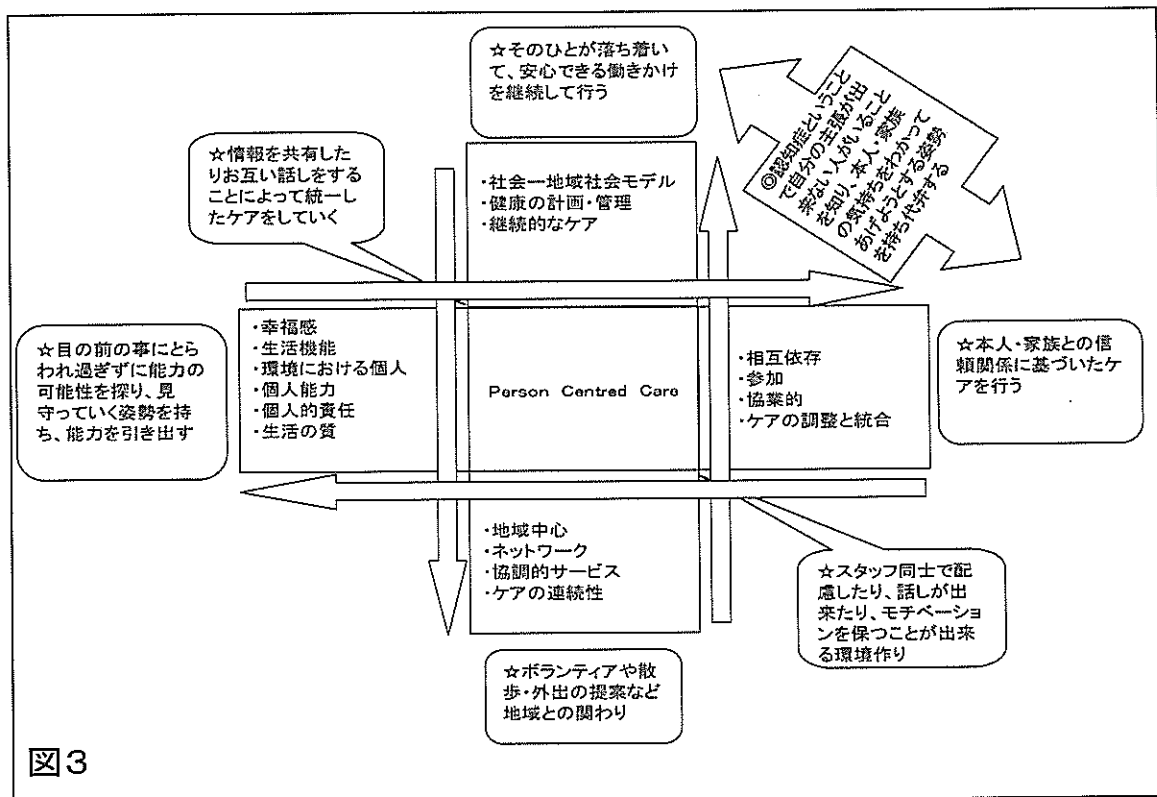 ☆そのひとが落ち着い
て、安心できる働きかけ
を継続して行う
◎認知症ということ
で自分の主張が出
来ない人がいること
を知り、本人・家族
の気持ちをわかって
あげようとする姿勢
を持ち代弁する
☆情報を共有した
りお互い話しをする
ことによって統一し
たケアをしていく
・社会―地域社会モデル
・健康の計画・管理
・継続的なケア
☆目の前の事にとら
われ過ぎずに能力の
可能性を探り、見
守っていく姿勢を持
ち、能力を引き出す
・幸福感
・生活機能
・環境における個人
・個人能力
・個人的責任
・生活の質
Person Centred Care
・相互依存
・参加
・協業的
・ケアの調整と統合
☆本人・家族との信
頼関係に基づいたケ
アを行う
・地域中心
・ネットワーク
・協調的サービス
・ケアの連続性
☆スタッフ同士で配
慮したり、話しが出
来たり、モチベーショ
ンを保つことが出来
る環境作り
☆ボランティアや散
歩・外出の提案など
地域との関わり
図3